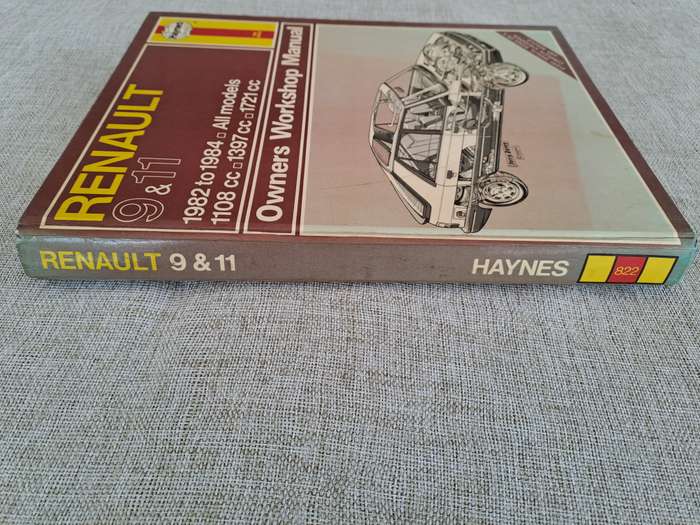 RENAULT
9 & 11
1982 to 1984 □ All models
1108 cc □ 1397 cc □ 1721 cc
Owners Workshop Manual
RENAULT 9 & 11
HAYNES
822